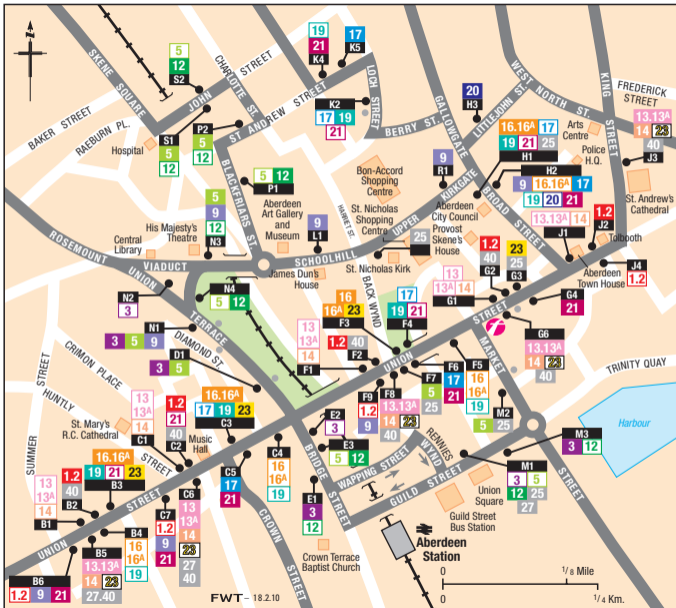 SKENE SQUARE
5
12
S2
JOHN STREET
CHARLOTTE ST.
19
21
K4
17
K5
LOCH STREET
K2
17 19
21
ST ANDREW STREET
BERRY ST.
GALLOWGATE
20
H3
LITTLEJOHN ST.
WEST NORTH ST.
KING STREET
FREDERICK STREET
BAKER STREET
RAEBURN PL.
Hospital
S1
5
12
P2
5
12
BLACKFRIARS ST.
5 12
P1
Aberdeen
Art Gallery
and
Museum
9
L1
HARRIET ST.
Bon-Accord
Shopping
Centre
St. Nicholas
Shopping
Centre
9
R1
UPPER KIRKGATE
Aberdeen
City Council
Provost
Skene's
House
BROAD STREET
16.16A 17
19 21 25
H1
Arts
Centre
Police
H.Q.
H2
9 16.16A 17
19 20 21
13.13A
14 23
40
J3
St. Andrew's
Cathedral
13.13A 14
J1
1.2
J2
Tolbooth
Aberdeen
Town House
J4
1.2
5
9
12
N3
His Majesty's
Theatre
Central
Library
ROSEMOUNT VIADUCT
SCHOOLHILL
James Dun's
House
25
St. Nicholas Kirk
BACK WYND
1.2
40
G2
23
25
G3
13
13A 14
G1
G4
21
G6
13.13A
14 23
40
N2
3
UNION TERRACE
N4
5 12
N1
3 5 9
DIAMOND ST.
D1
3 5
16
16A 23
F3
17
19 21
F4
13
13A
14
F1
1.2 40
F2
UNION STREET
MARKET STREET
TRINITY QUAY
Harbour
F9
1.2
9
F8
13.13A
14 23
40
F7
5
25
F6
17
21
F5
16
16A
19
M2
5 25
M3
3 12
CRIMON PLACE
HUNTLY STREET
SUMMER STREET
St. Mary's
R.C. Cathedral
13
13A
14
C1
1.2
21
40
C2
Music
Hall
16.16A
17 19 23
C3
C4
16
16A
19
E2
3
E3
5 12
E1
3
12
BRIDGE STREET
WAPPING STREET
RENNIES WYND
GUILD STREET
M1
3 5
12 25
27
Union
Square
Guild Street
Bus Station
13
13A
14
B1
1.2
40
B2
16.16A
19 21 23
B3
B4
16
16A
19
B5
13.13A
14 23
27.40
B6
1.2 9 21
C7
1.2
9
21
C6
13
13A
14
23
27
40
C5
17
21
CROWN STREET
UNION STREET
Crown Terrace
Baptist Church
Aberdeen
Station
FWT – 18.2.10
0 1/8 Mile
0 1/4 Km.